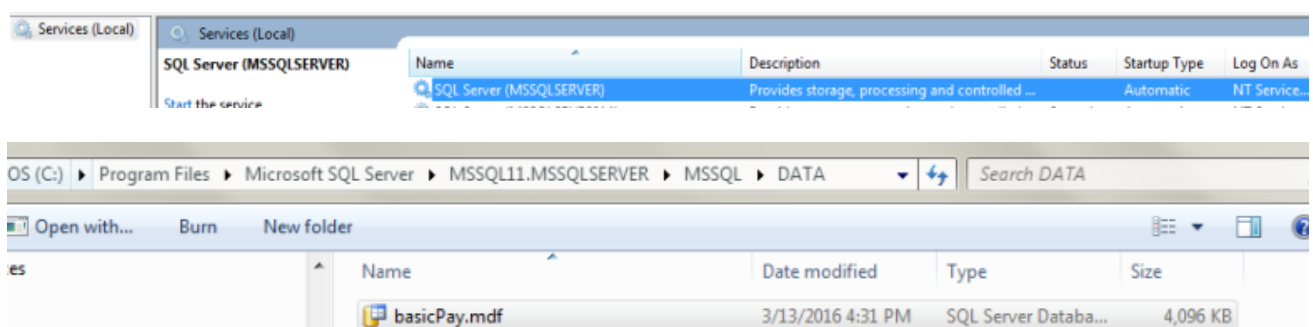 Services (Local) Services (Local)
SQL Server (MSSQLSERVER) Name Description Status Startup Type Log On As
SQL Server (MSSQLSERVER) Provides storage, processing and controlled ... Automatic NT Service...
Start the service
OS (C:) Program Files Microsoft SQL Server MSSQL11.MSSQLSERVER MSSQL DATA Search DATA
Open with... Burn New folder
es Name Date modified Type Size
basicPay.mdf 3/13/2016 4:31 PM SQL Server Databa... 4,096 KB